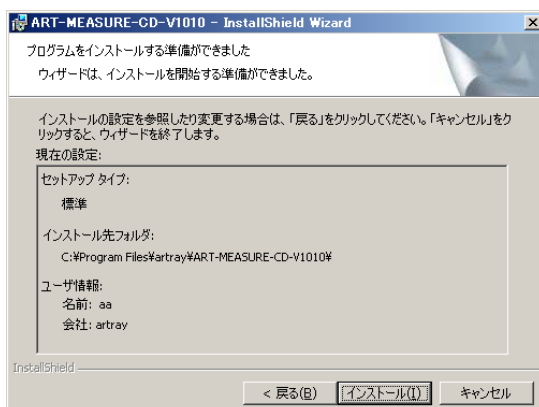 ART-MEASURE-CD-V1010 - InstallShield Wizard
プログラムをインストールする準備ができました
ウィザードは、インストールを開始する準備ができました。
インストールの設定を参照したり変更する場合は、「戻る」をクリックしてください。「キャンセル」をク
リックすると、ウィザードを終了します。
現在の設定:
セットアップ タイプ:
標準
インストール先フォルダ:
C:¥Program Files¥artray¥ART-MEASURE-CD-V1010¥
ユーザ情報:
名前: aa
会社: artray
InstallShield
< 戻る(B)
インストール(I)
キャンセル